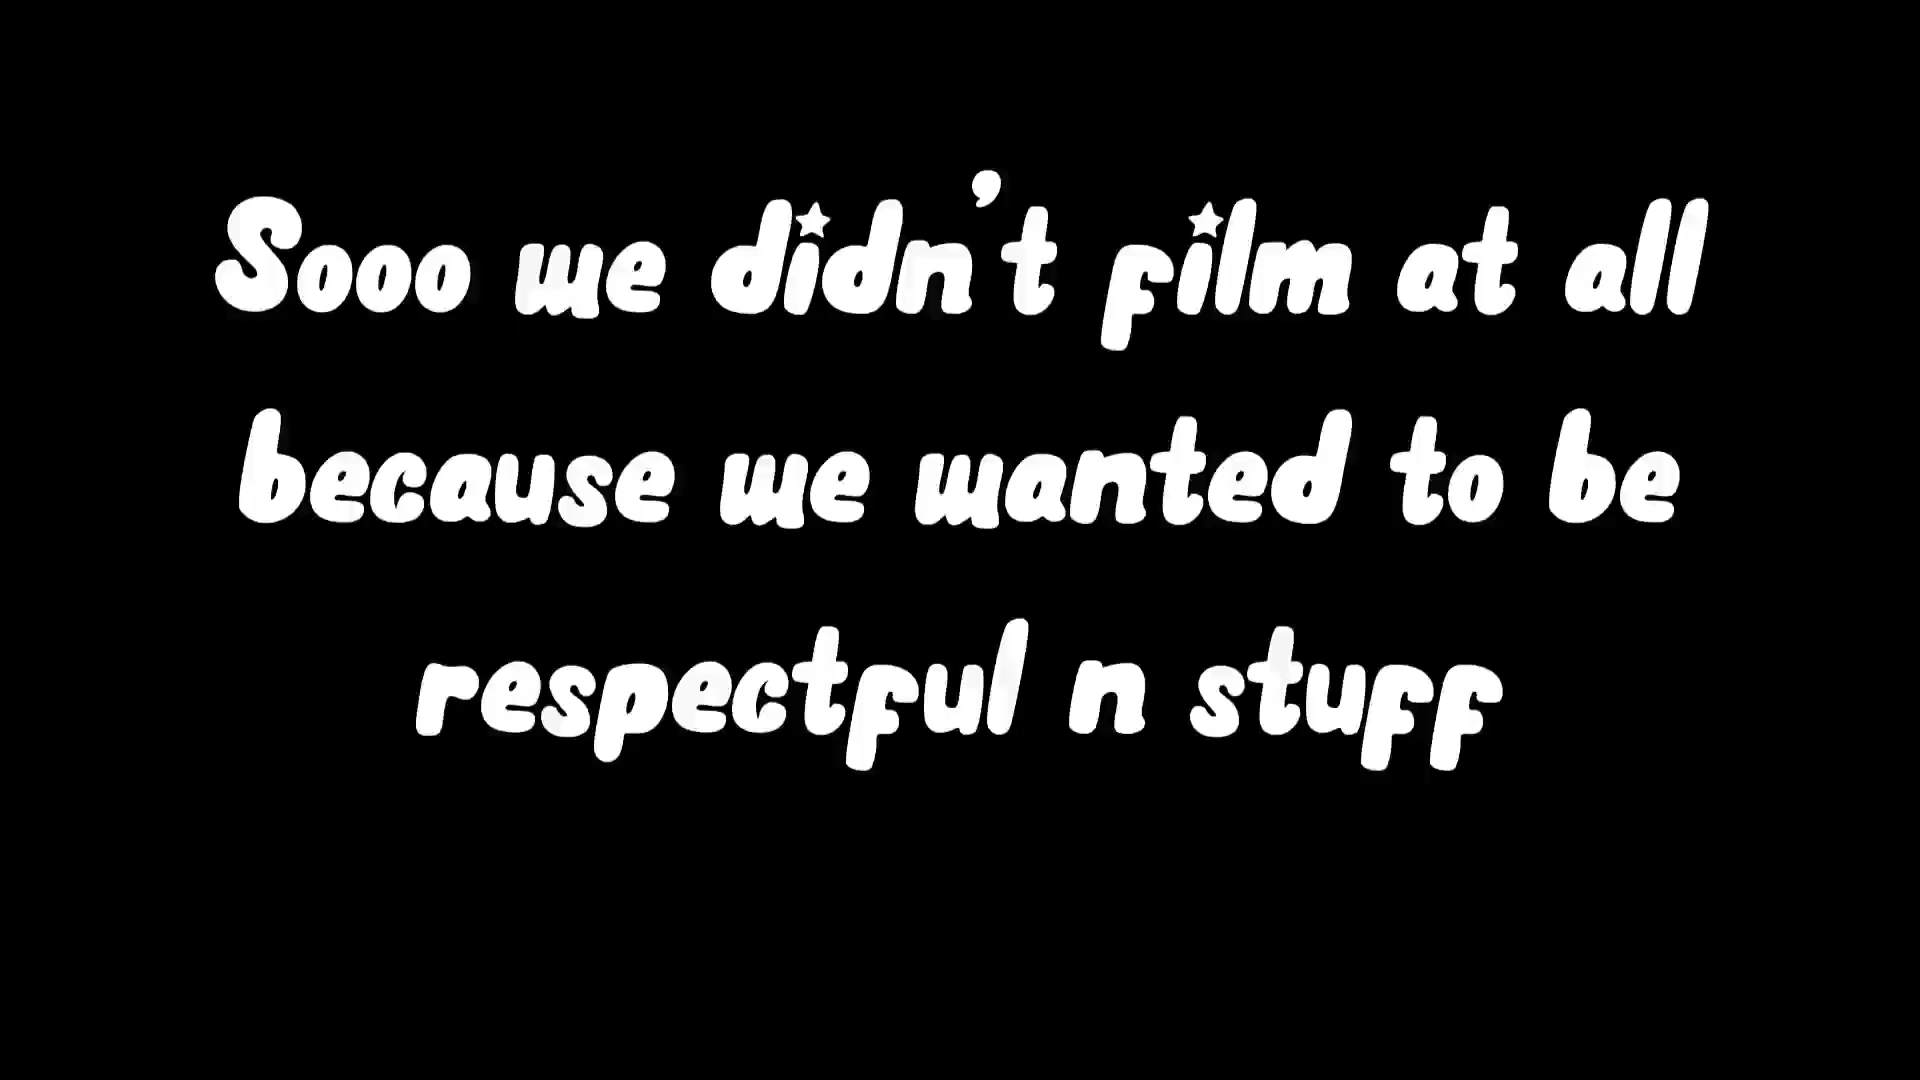 Sooo we didn't film at all
because we wanted to be
respectful n stuff